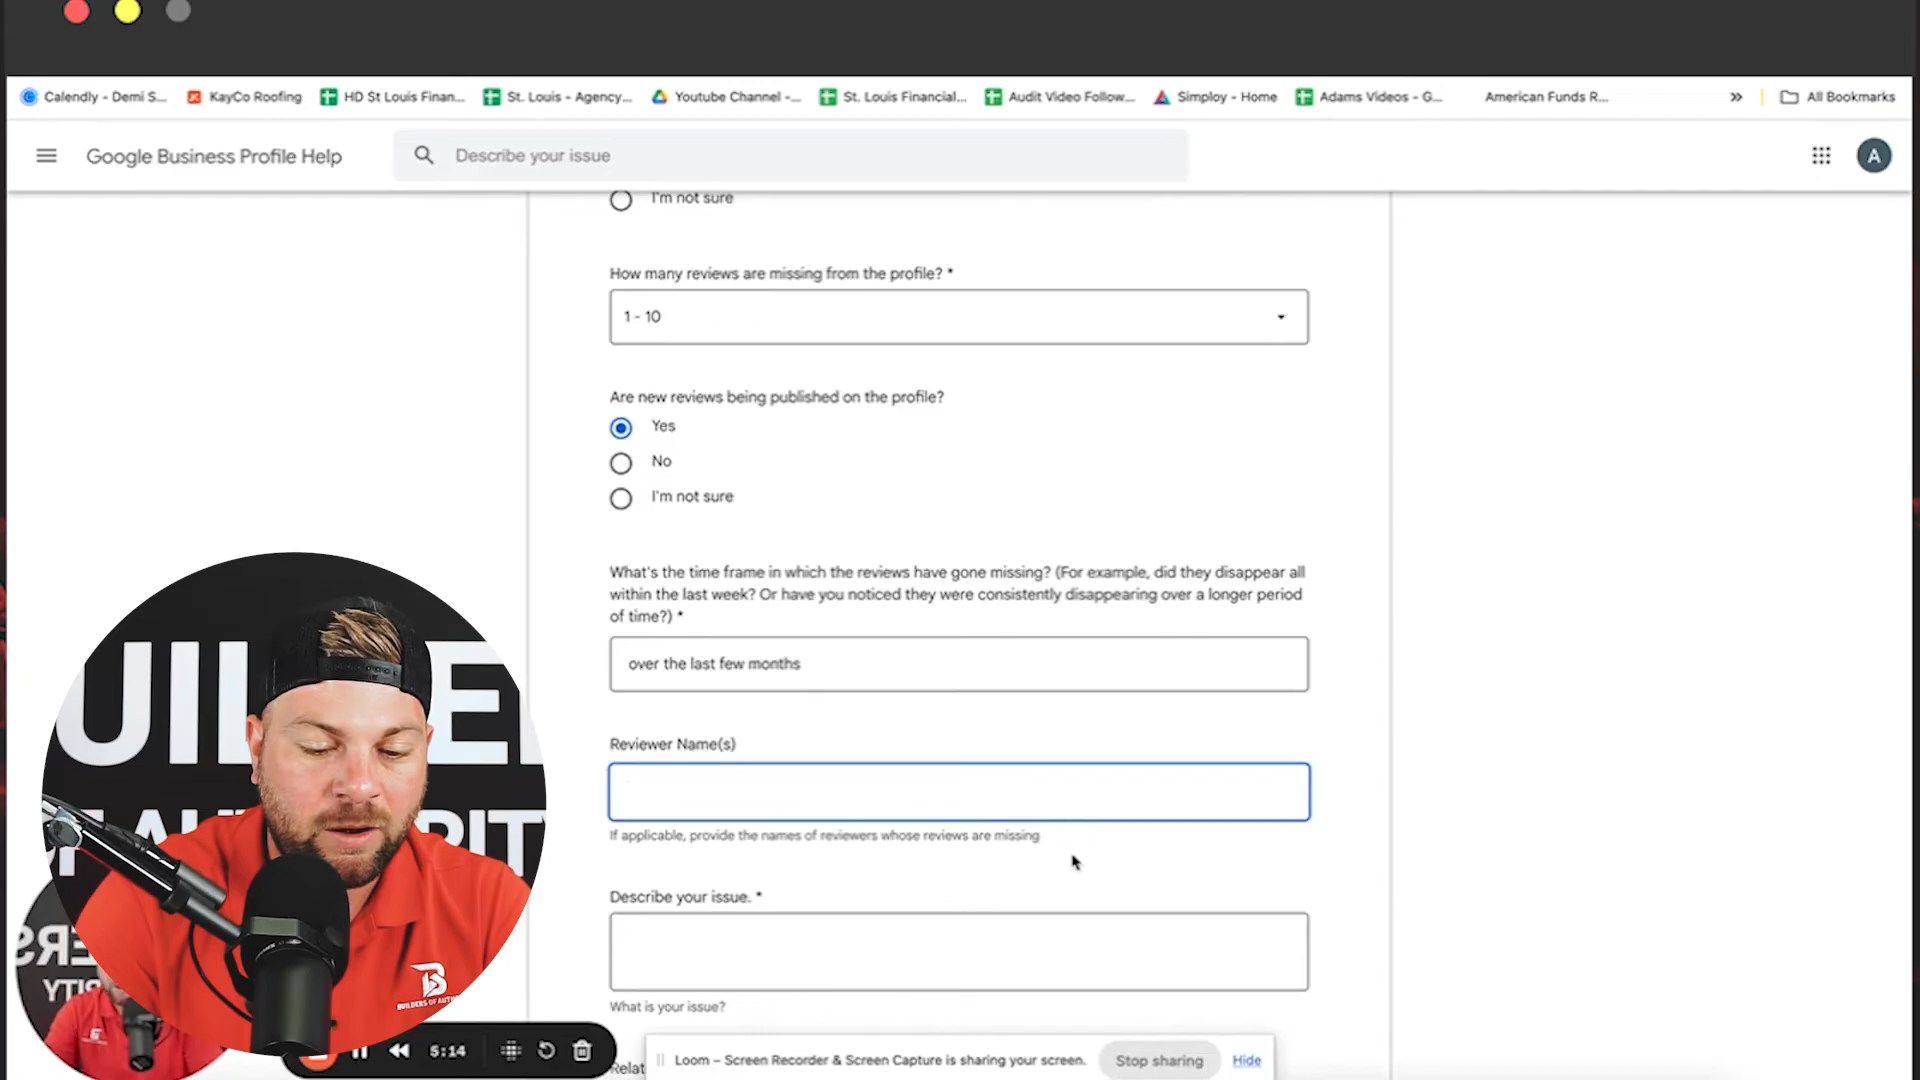 Calendly - Demi S...
KayCo Roofing
HD St Louis Finan...
St. Louis - Agency...
Youtube Channel -...
St. Louis Financial...
Audit Video Follow...
Simploy - Home
Adams Videos - G...
American Funds R...
All Bookmarks
Google Business Profile Help
Describe your issue
A
I'm not sure
How many reviews are missing from the profile? *
1 - 10
Are new reviews being published on the profile?
Yes
No
I'm not sure
What's the time frame in which the reviews have gone missing? (For example, did they disappear all
within the last week? Or have you noticed they were consistently disappearing over a longer period
of time?) *
over the last few months
Reviewer Name(s)
If applicable, provide the names of reviewers whose reviews are missing
Describe your issue. *
What is your issue?
Relat
Loom – Screen Recorder & Screen Capture is sharing your screen.
Stop sharing
Hide
5:14
UIL
E
BUILDERS OF AUTH